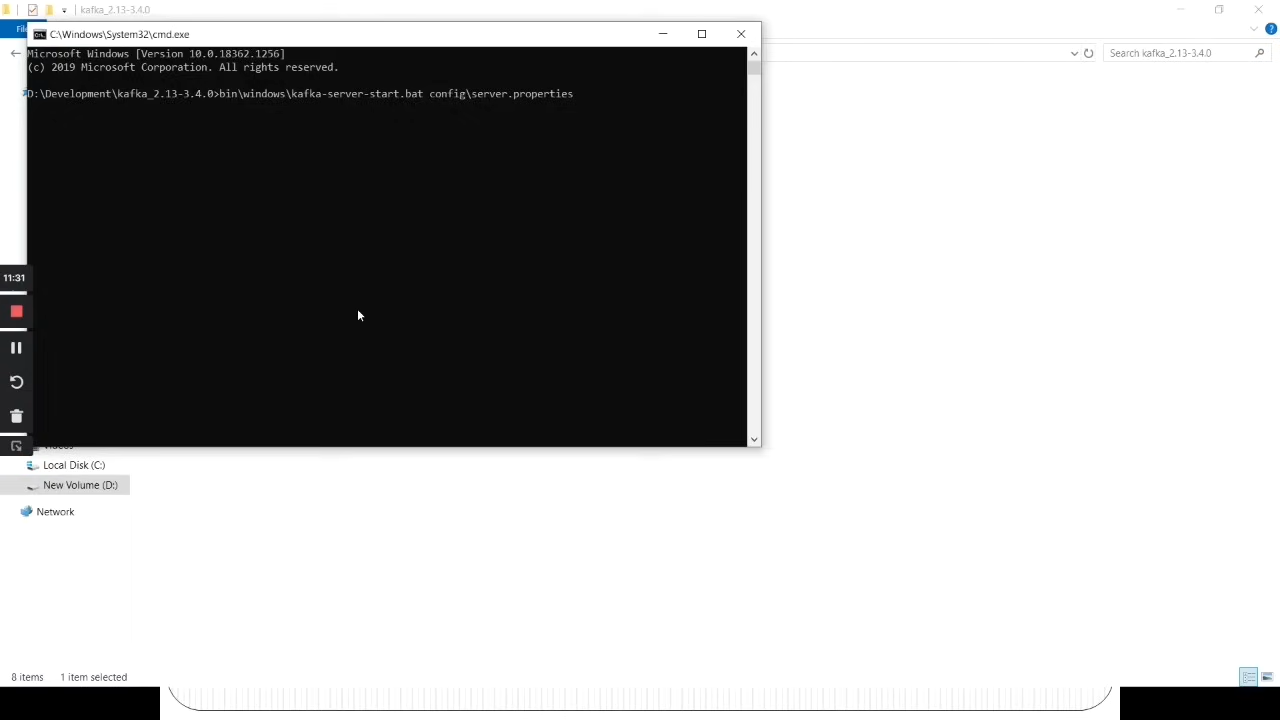 kafka_2.13-3.4.0
C:\Windows\System32\cmd.exe
Microsoft Windows [Version 10.0.18362.1256]
Search kafka_2.13-3.4.0
(c) 2019 Microsoft Corporation. All rights reserved.
D:\Development\kafka_2.13-3.4.0>bin\windows\kafka-server-start.bat config\server.properties
11:31
Local Disk (C:)
New Volume (D:)
Network
8 items 1 item selected